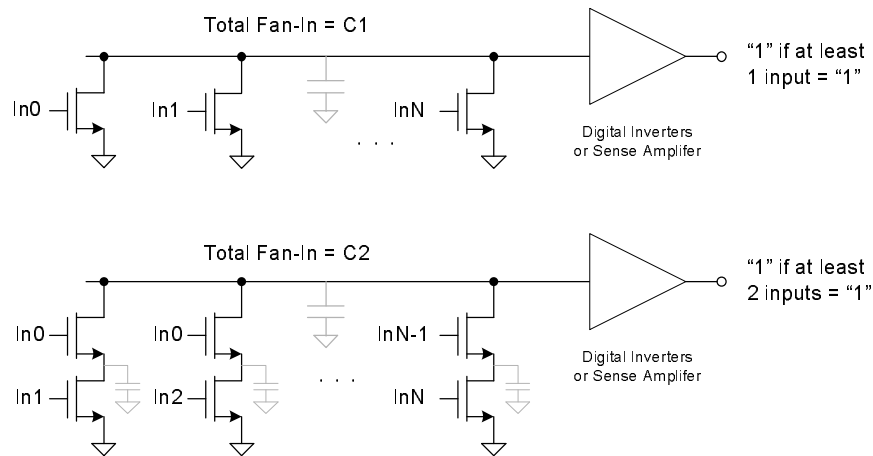 Total Fan-In = C1
In0
In1
. . .
InN
Digital Inverters
or Sense Amplifer
“1” if at least
1 input = “1”
Total Fan-In = C2
In0
In1
In0
In2
. . .
InN-1
InN
Digital Inverters
or Sense Amplifer
“1” if at least
2 inputs = “1”